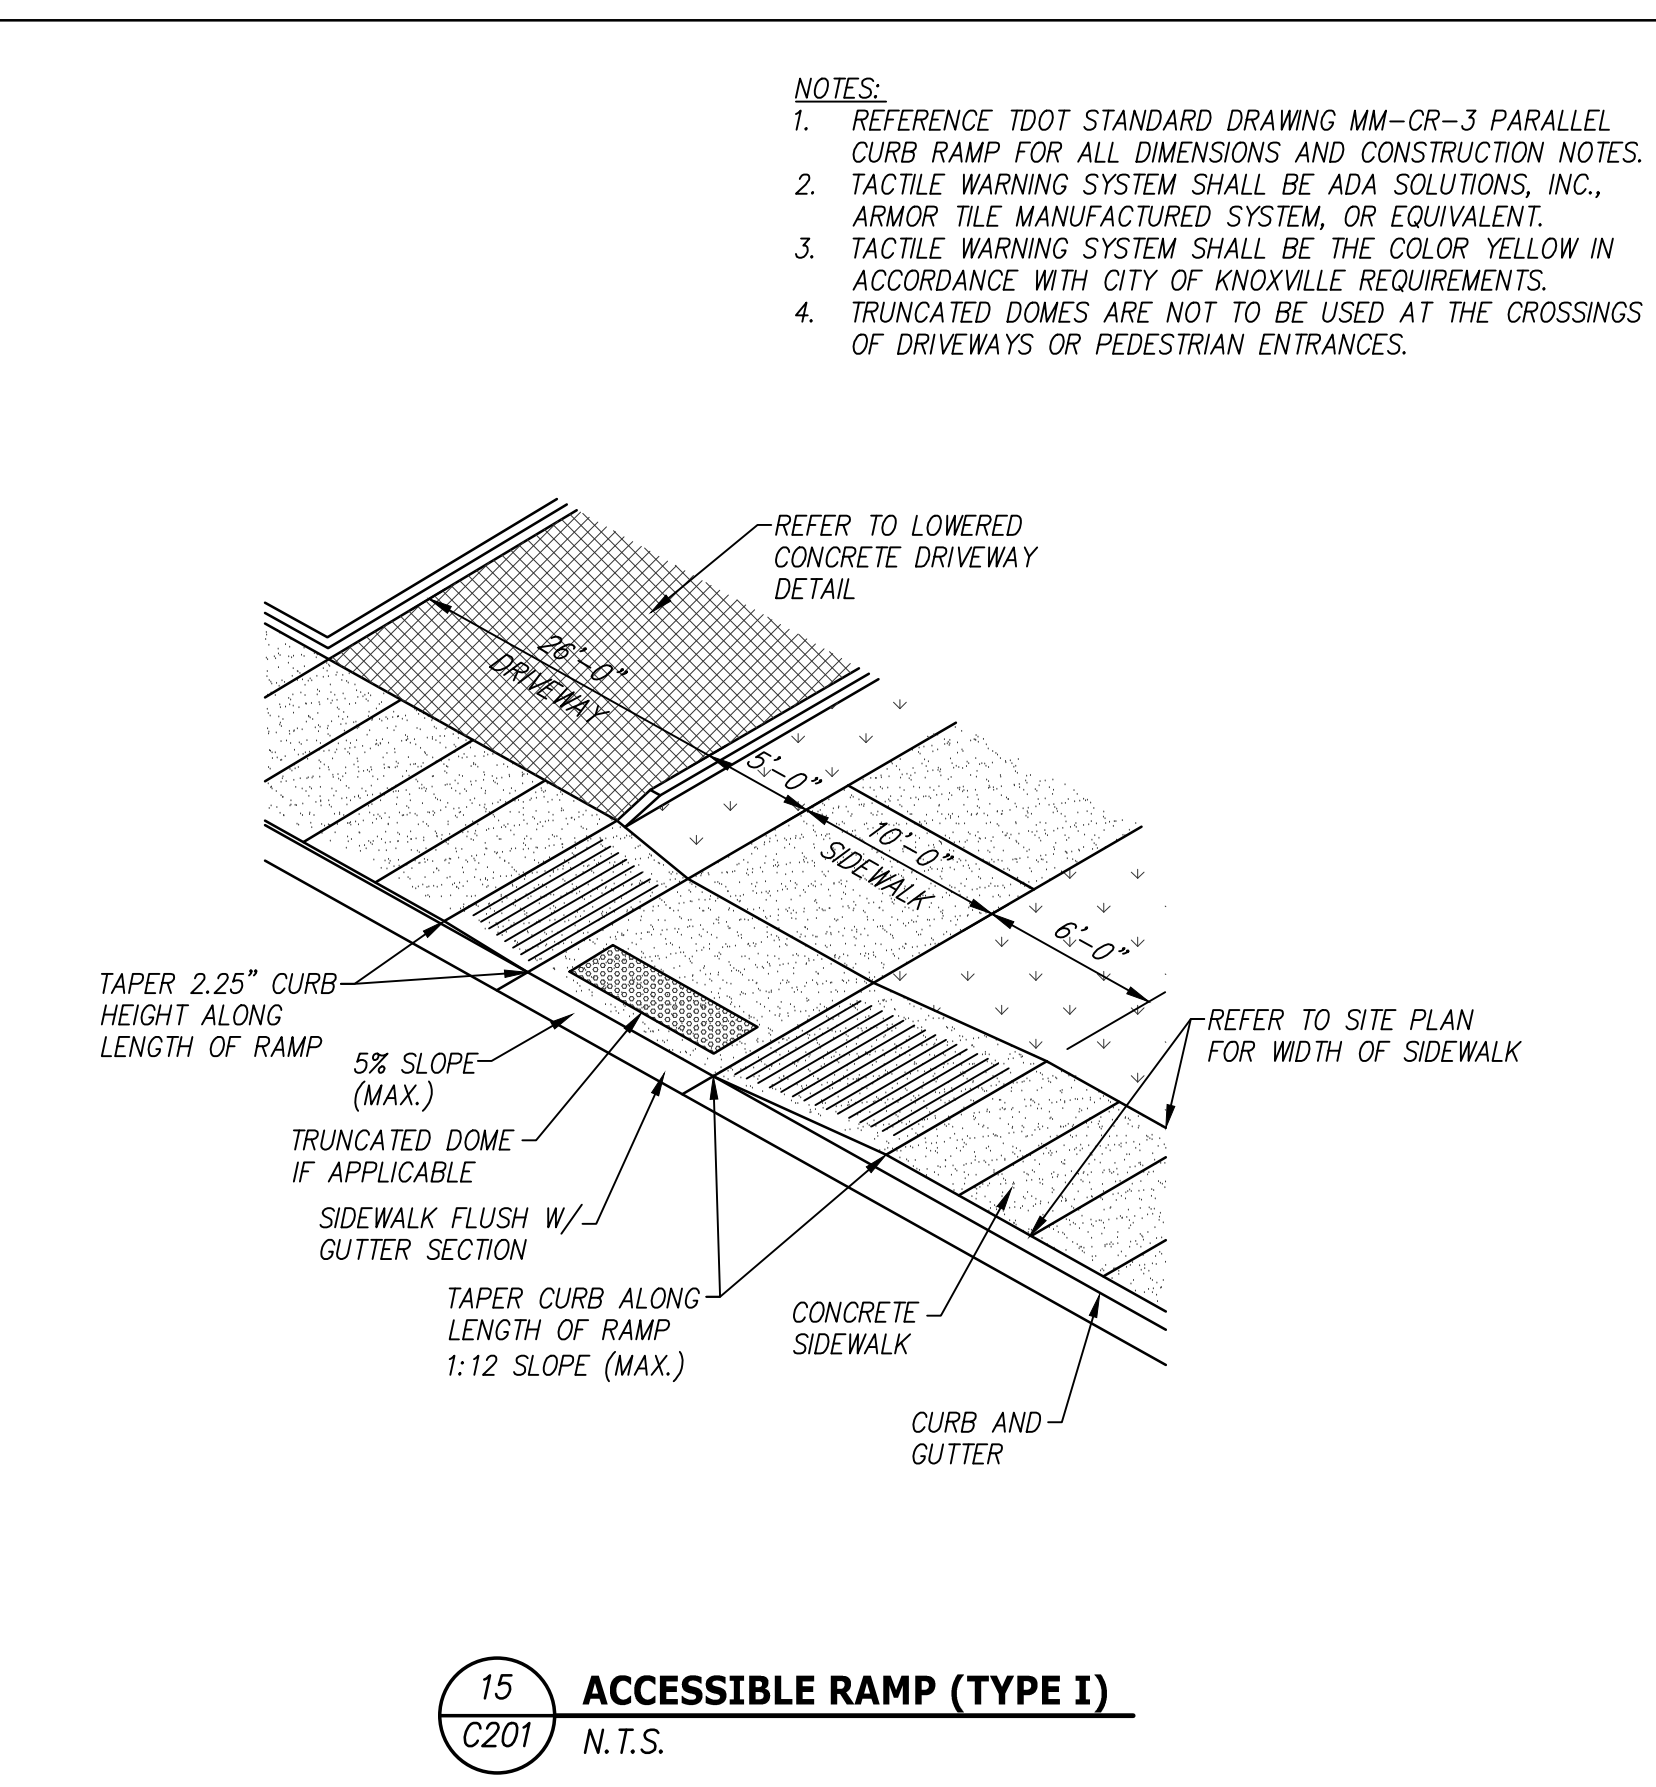 NOTES:
1. REFERENCE TDOT STANDARD DRAWING MM-CR-3 PARALLEL
CURB RAMP FOR ALL DIMENSIONS AND CONSTRUCTION NOTES.
2. TACTILE WARNING SYSTEM SHALL BE ADA SOLUTIONS, INC.,
ARMOR TILE MANUFACTURED SYSTEM, OR EQUIVALENT.
3. TACTILE WARNING SYSTEM SHALL BE THE COLOR YELLOW IN
ACCORDANCE WITH CITY OF KNOXVILLE REQUIREMENTS.
4. TRUNCATED DOMES ARE NOT TO BE USED AT THE CROSSINGS
OF DRIVEWAYS OR PEDESTRIAN ENTRANCES.
REFER TO LOWERED
CONCRETE DRIVEWAY
DETAIL
26'-0"
DRIVEWAY
5'-0"
10'-0"
SIDEWALK
6'-0"
TAPER 2.25" CURB
HEIGHT ALONG
LENGTH OF RAMP
REFER TO SITE PLAN
FOR WIDTH OF SIDEWALK
5% SLOPE
(MAX.)
TRUNCATED DOME
IF APPLICABLE
SIDEWALK FLUSH W/
GUTTER SECTION
TAPER CURB ALONG
LENGTH OF RAMP
1:12 SLOPE (MAX.)
CONCRETE
SIDEWALK
CURB AND
GUTTER
15
C201
ACCESSIBLE RAMP (TYPE I)
N.T.S.